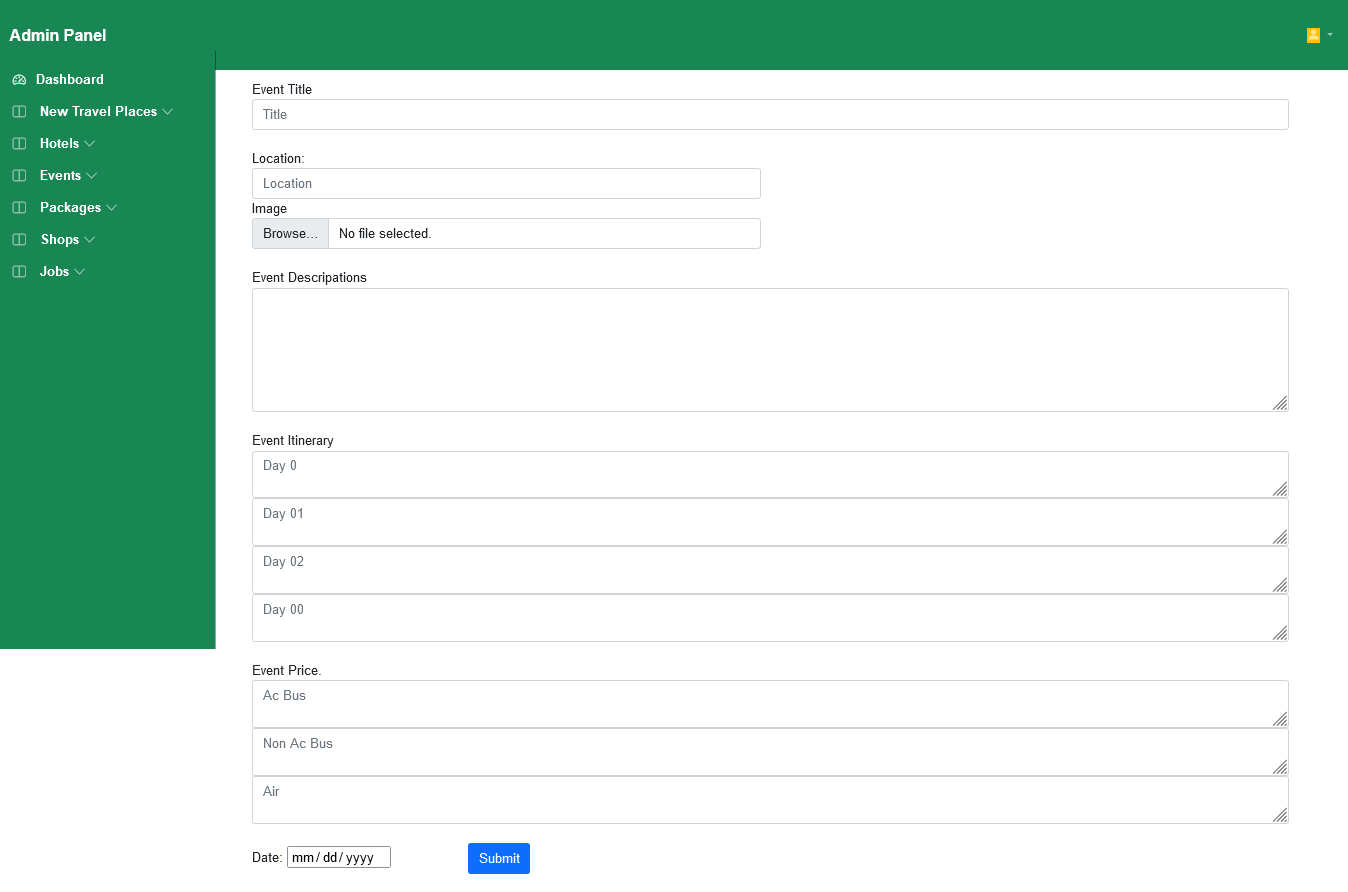 Admin Panel
Dashboard
New Travel Places
Hotels
Events
Packages
Shops
Jobs
Event Title
Title
Location:
Location
Image
Browse... No file selected.
Event Descripations
Event Itinerary
Day 0
Day 01
Day 02
Day 00
Event Price.
Ac Bus
Non Ac Bus
Air
Date: mm/dd/yyyy Submit